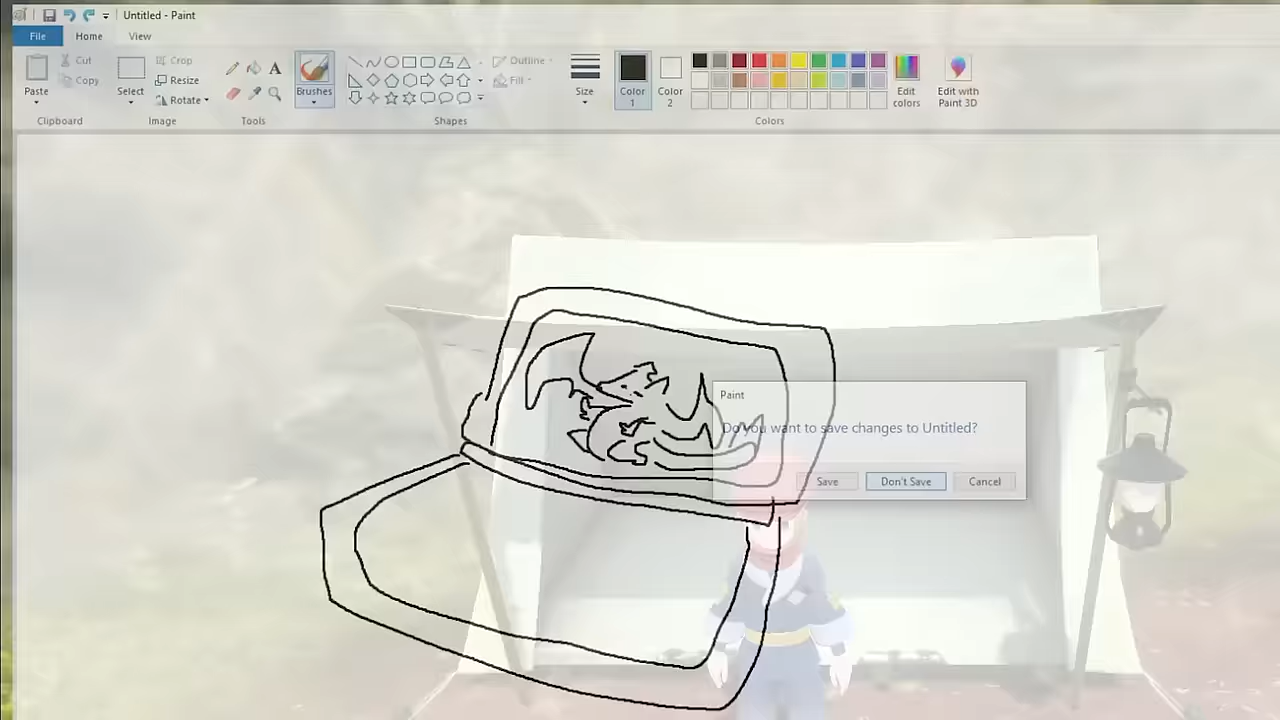 Untitled - Paint
File Home View
Paste
Cut
Copy
Clipboard
Select
Crop
Resize
Rotate
Image
A
Tools
Brushes
Outline
Fill
Shapes
Size
Color
1
Color
2
Edit
colors
Edit with
Paint 3D
Colors
Paint
Do you want to save changes to Untitled?
Save Don't Save Cancel